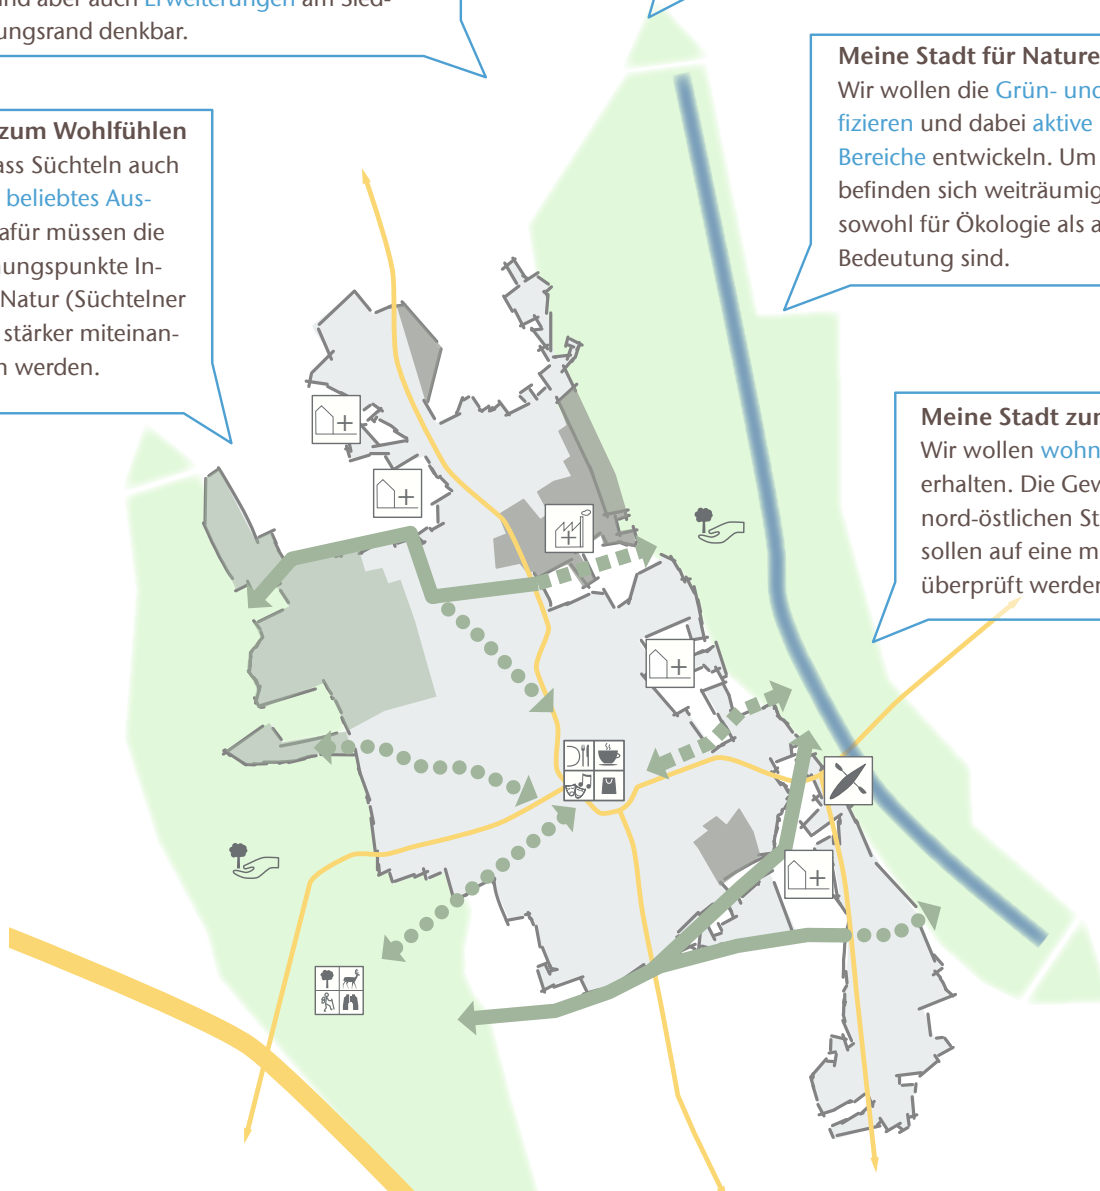 aber auch Erweiterungen am Sied-
ungsrand denkbar.
zum Wohlfühlen
ass Süchteln auch
beliebtes Aus-
afür müssen die
ungspunkte In-
Natur (Süchtelner
stärker miteinan-
n werden.
Meine Stadt für Nature
Wir wollen die Grün- und
fizieren und dabei aktive
Bereiche entwickeln. Um
befinden sich weiträumig
sowohl für Ökologie als a
Bedeutung sind.
Meine Stadt zur
Wir wollen wohn
erhalten. Die Gew
nord-östlichen St
sollen auf eine m
überprüft werden